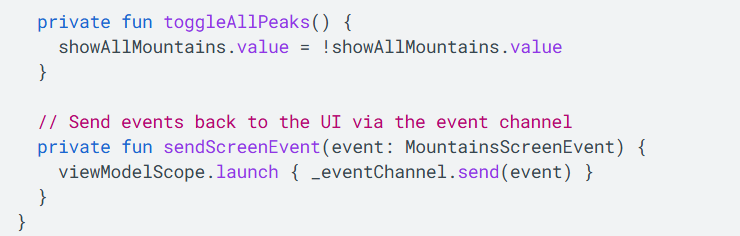 private fun toggleAllPeaks() {
showAllMountains.value = !showAllMountains.value
}
// Send events back to the UI via the event channel
private fun sendScreenEvent(event: MountainsScreenEvent) {
viewModelScope.launch { _eventChannel.send(event) }
}
}